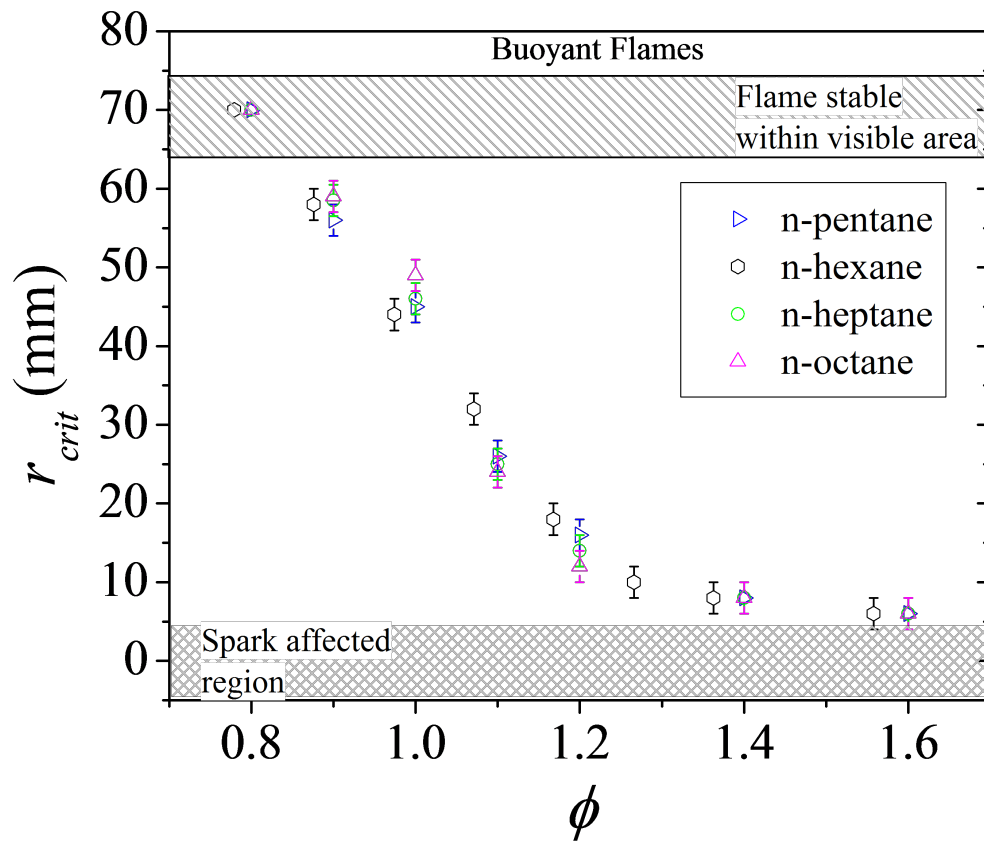 Buoyant Flames
80
70
60
50
40
30
20
10
0
r crit (mm)
Flame stable
within visible area
n-pentane
n-hexane
n-heptane
n-octane
Spark affected
region
0.8 1.0 1.2 1.4 1.6
ϕ